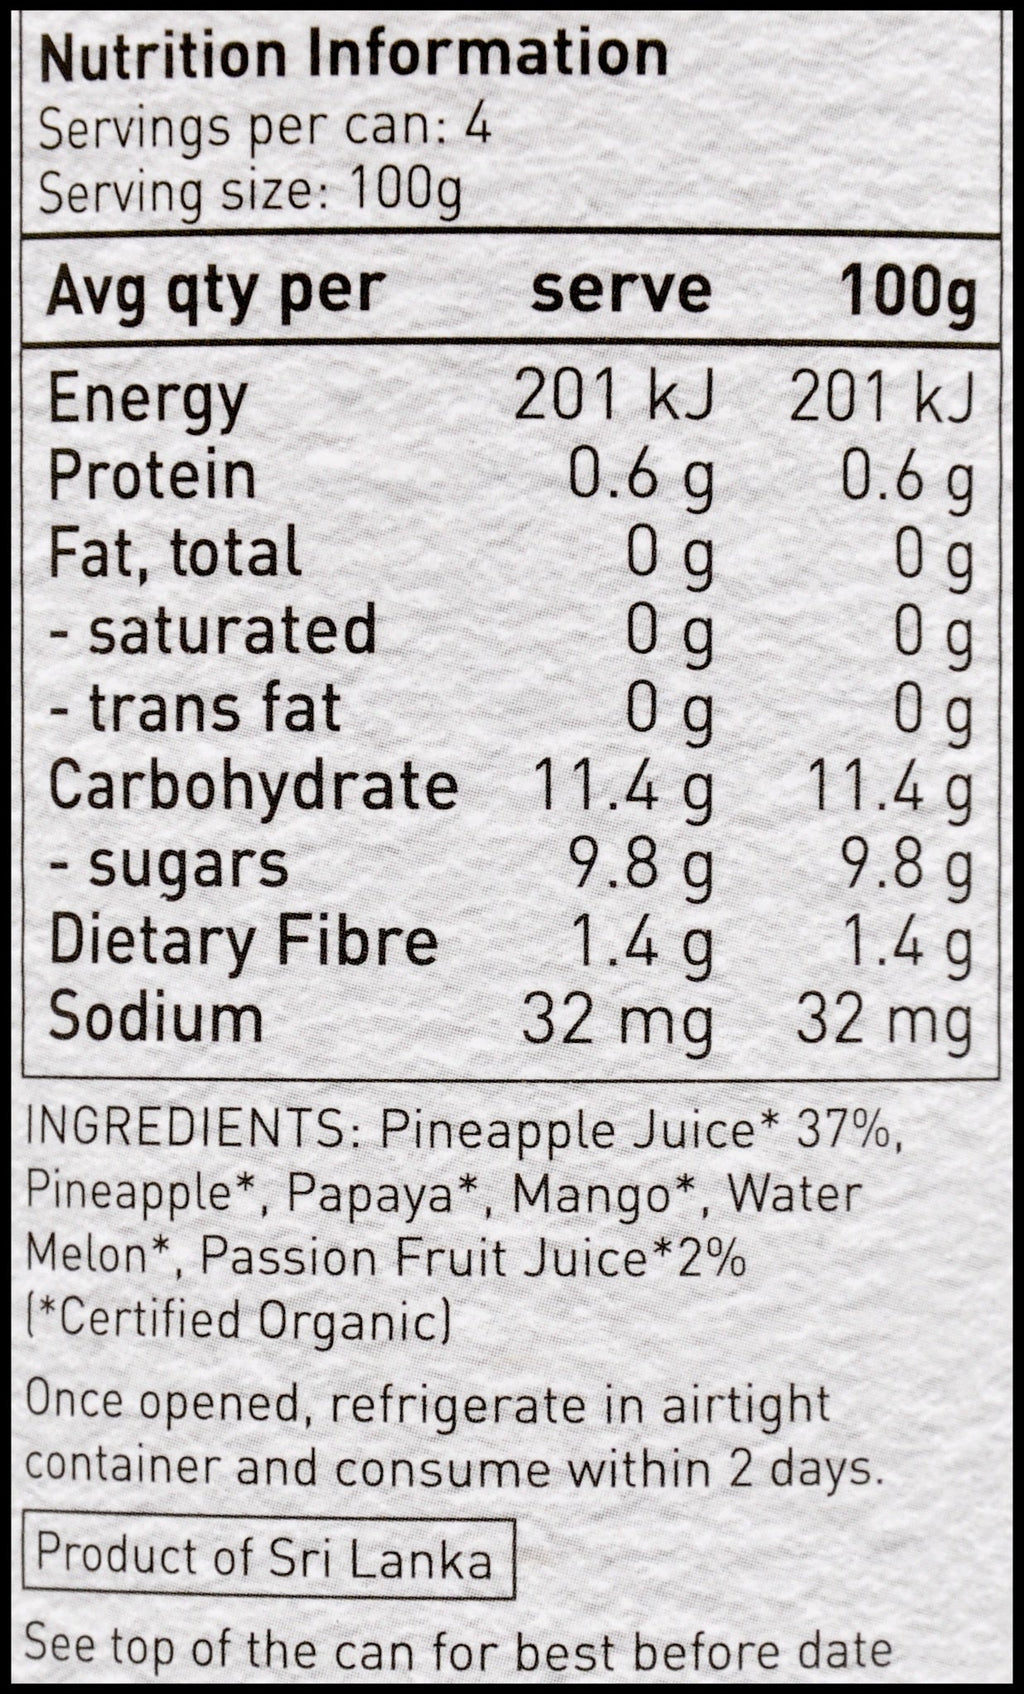 Nutrition Information
Servings per can: 4
Serving size: 100g
Avg qty per serve 100g
Energy 201 kJ 201 kJ
Protein 0.6 g 0.6 g
Fat, total 0 g 0 g
- saturated 0 g 0 g
- trans fat 0 g 0 g
Carbohydrate 11.4 g 11.4 g
- sugars 9.8 g 9.8 g
Dietary Fibre 1.4 g 1.4 g
Sodium 32 mg 32 mg
INGREDIENTS: Pineapple Juice* 37%,
Pineapple*, Papaya*, Mango*, Water
Melon*, Passion Fruit Juice*2%
(*Certified Organic)
Once opened, refrigerate in airtight
container and consume within 2 days.
Product of Sri Lanka
See top of the can for best before date